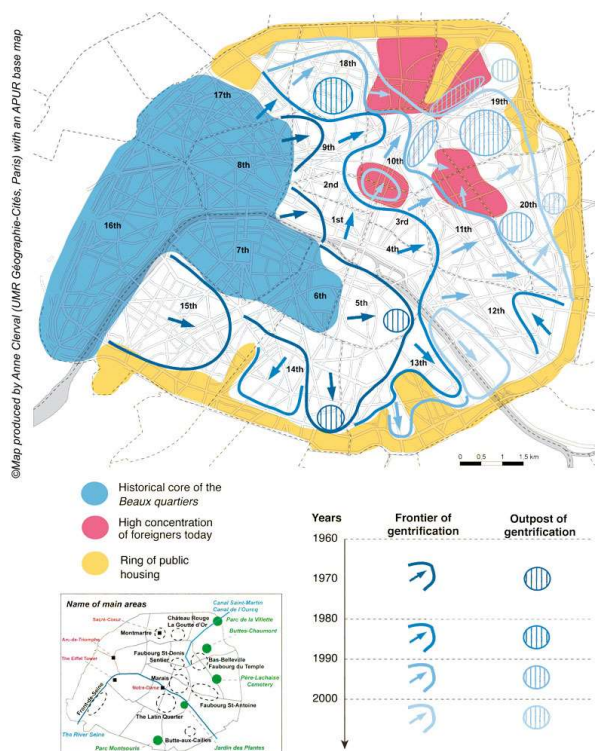 ©Map produced by Anne Clerval (UMR Géographie-Cités, Paris) with an APUR base map
18th
17th
19th
9th
10th
8th
2nd
20th
1st
3rd
16th
11th
7th
4th
6th
5th
15th
12th
14th
13th
0 0.5 1 1.5 km
Historical core of the
Beaux quartiers
High concentration
of foreigners today
Ring of public
housing
Years
Frontier of
gentrification
Outpost of
gentrification
1960
1970
1980
1990
2000
Name of main areas
Canal Saint-Martin
Canal de l'Ourcq
Parc de la Villette
Buttes-Chaumont
Sacré-Coeur
Château Rouge
La Goutte d'Or
Montmartre
Arc-de-Triomphe
Faubourg St-Denis
Sentier
The Eiffel Tower
Bas-Belleville
Faubourg du Temple
Marais
Père-Lachaise
Cemetery
Notre-Dame
Front-de-Seine
Faubourg St-Antoine
The Latin Quarter
The River Seine
Butte-aux-Cailles
Parc Montsouris
Jardin des Plantes